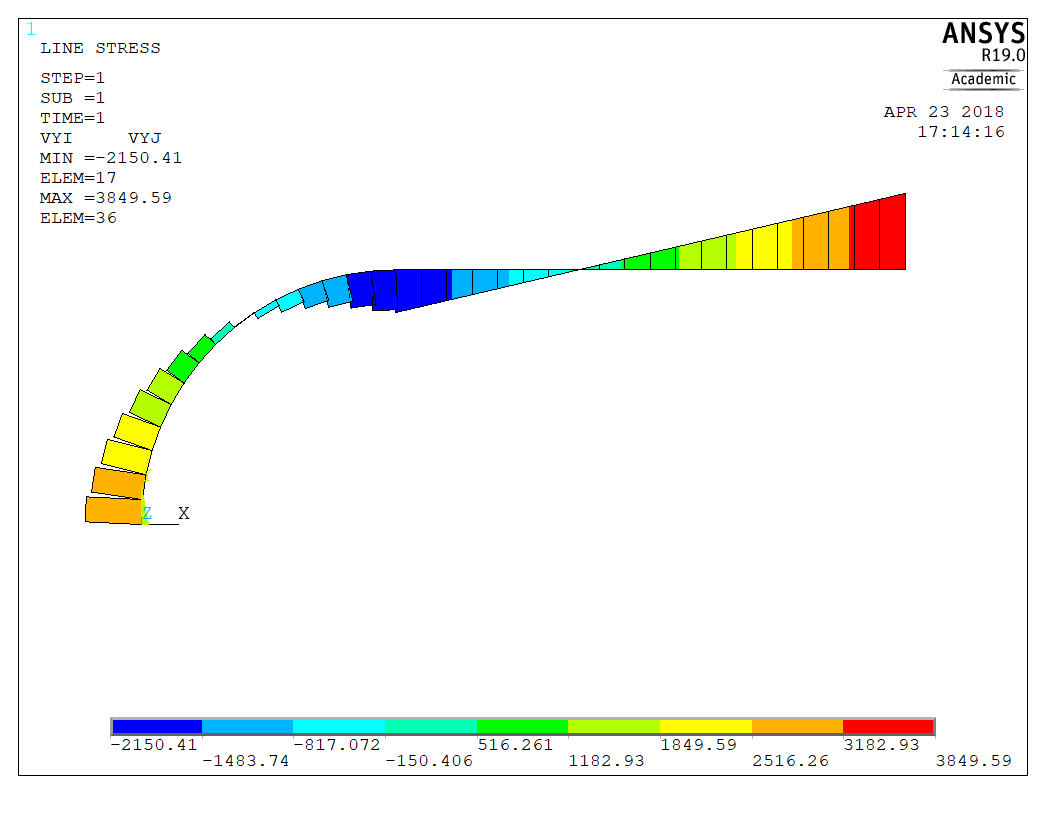 1
LINE STRESS
STEP=1
SUB =1
TIME=1
VYI VYJ
MIN =-2150.41
ELEM=17
MAX =3849.59
ELEM=36
ANSYS
R19.0
Academic
APR 23 2018
17:14:16
Y
Z X
-2150.41 -817.072 516.261 1849.59 3182.93
-1483.74 -150.406 1182.93 2516.26 3849.59